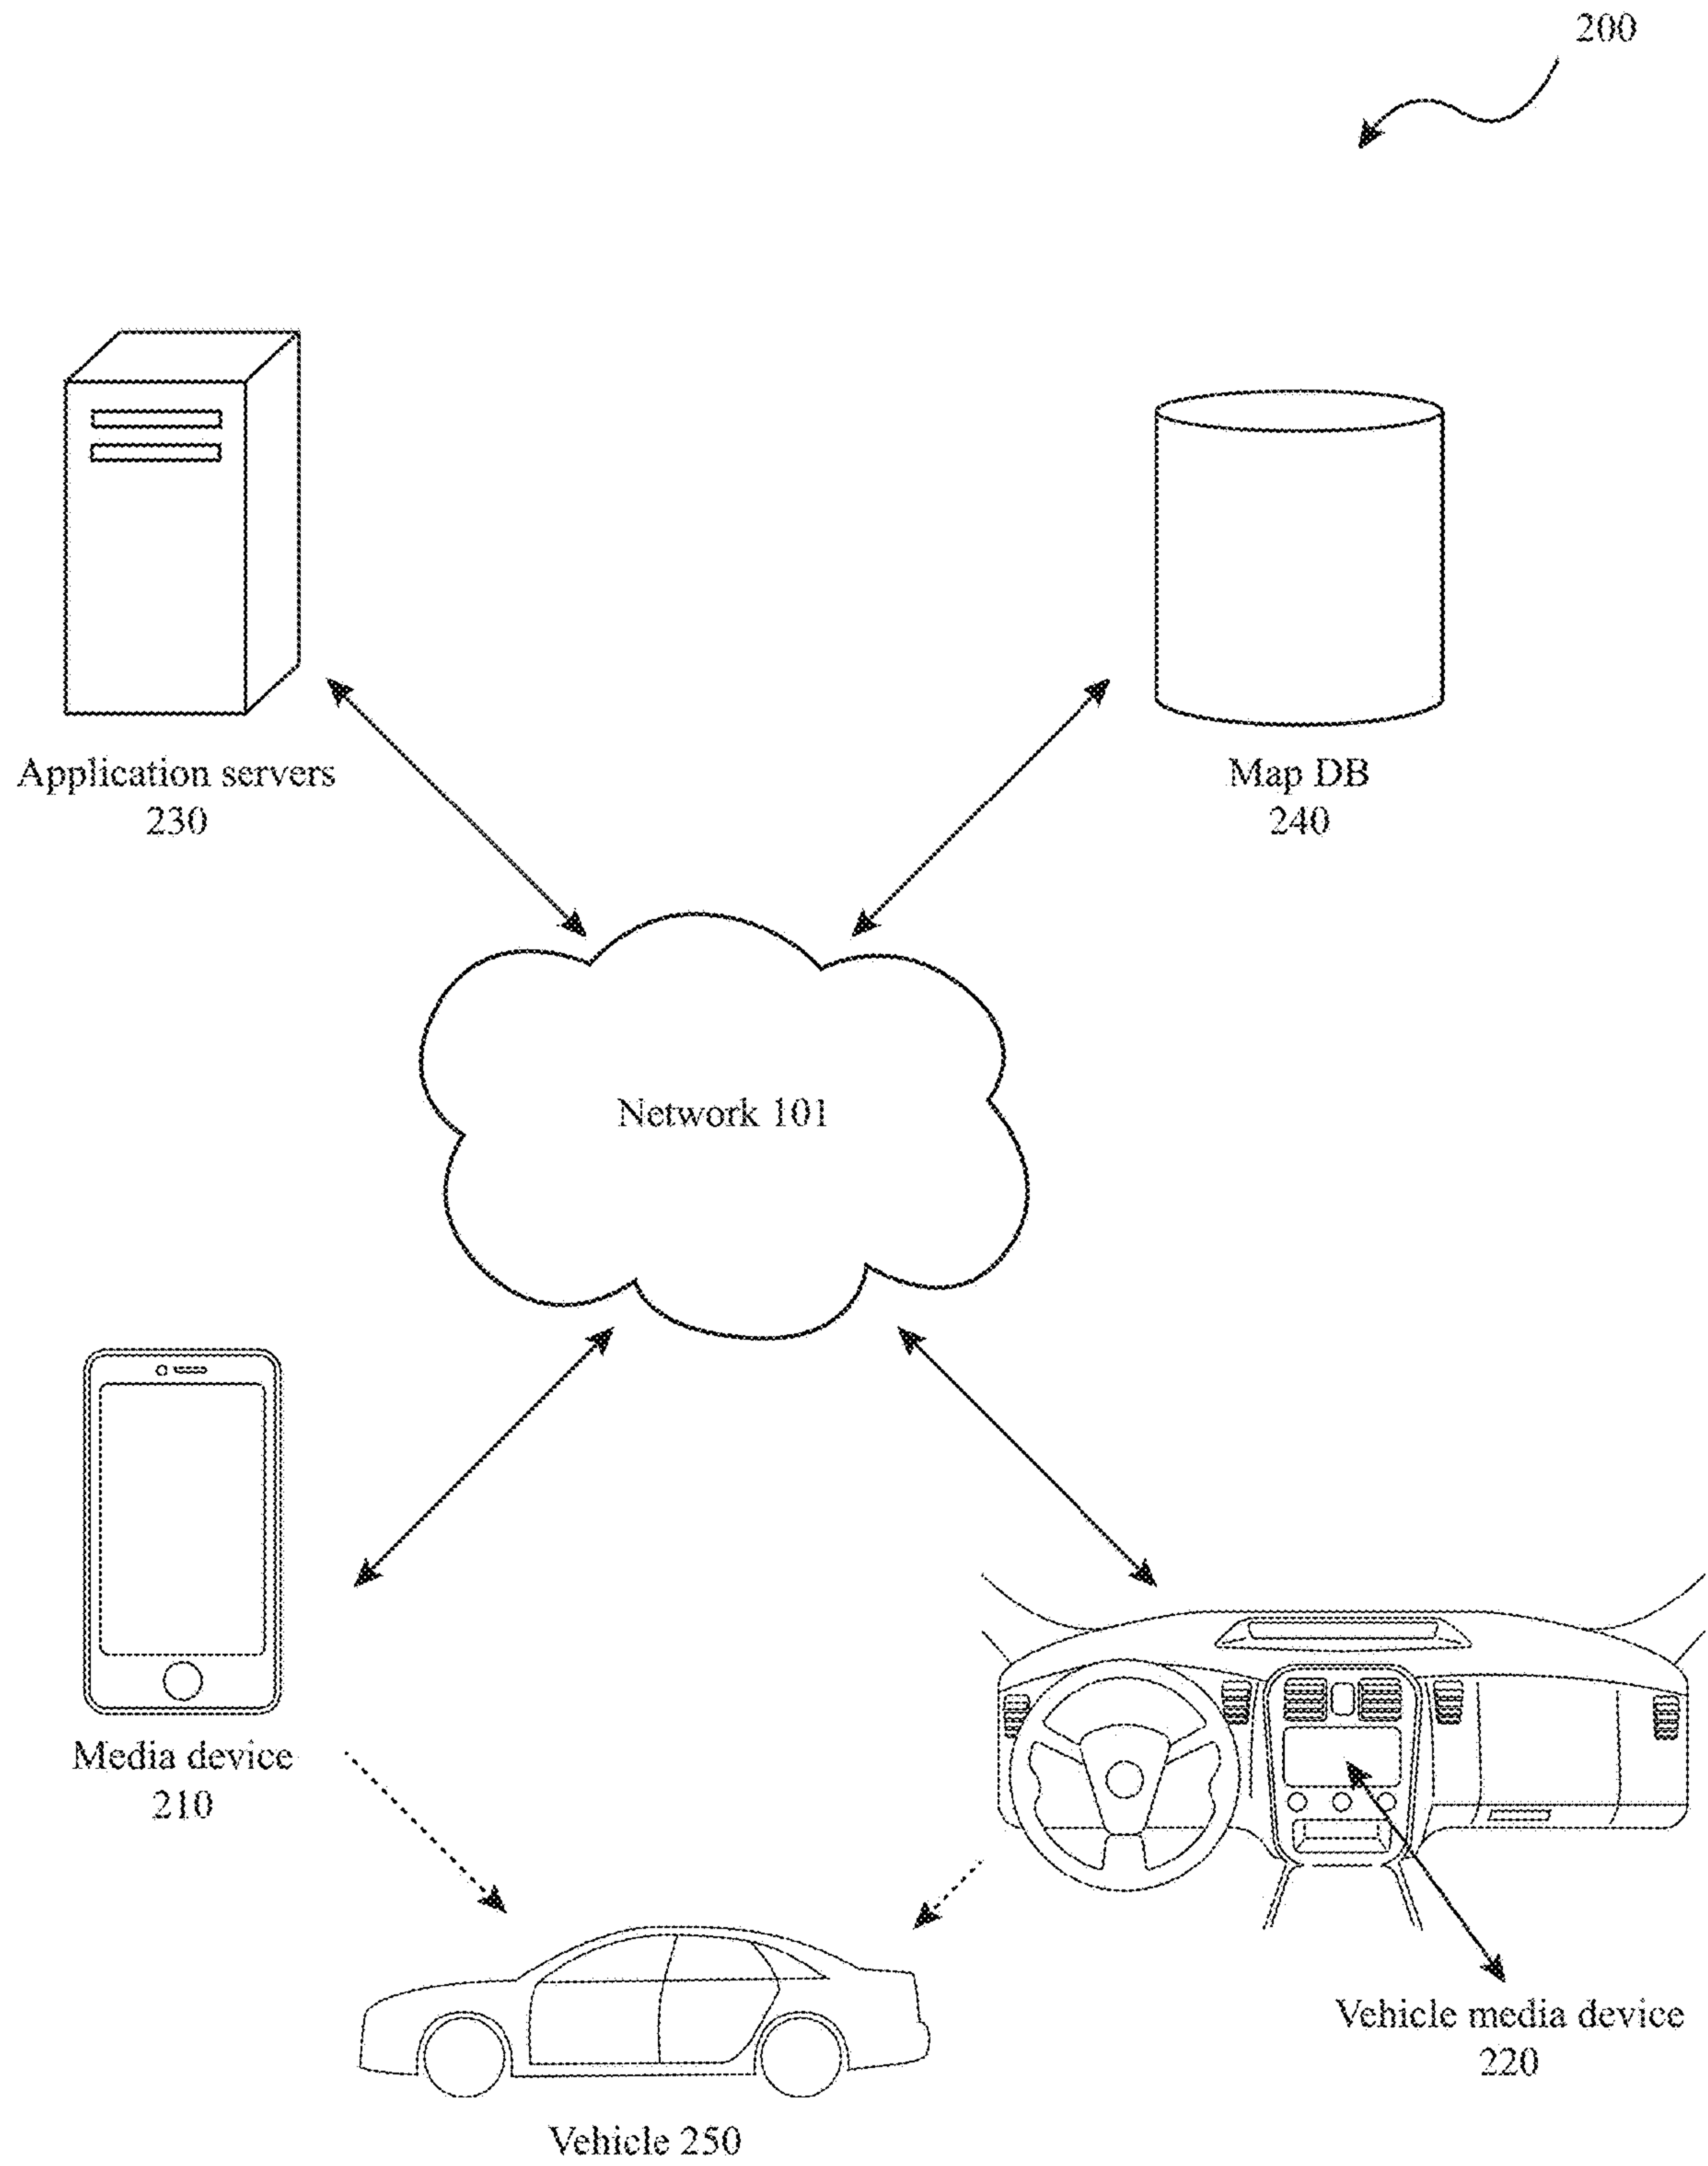 200
Application servers
230
Map DB
240
Network 101
Media device
210
Vehicle media device
220
Vehicle 250